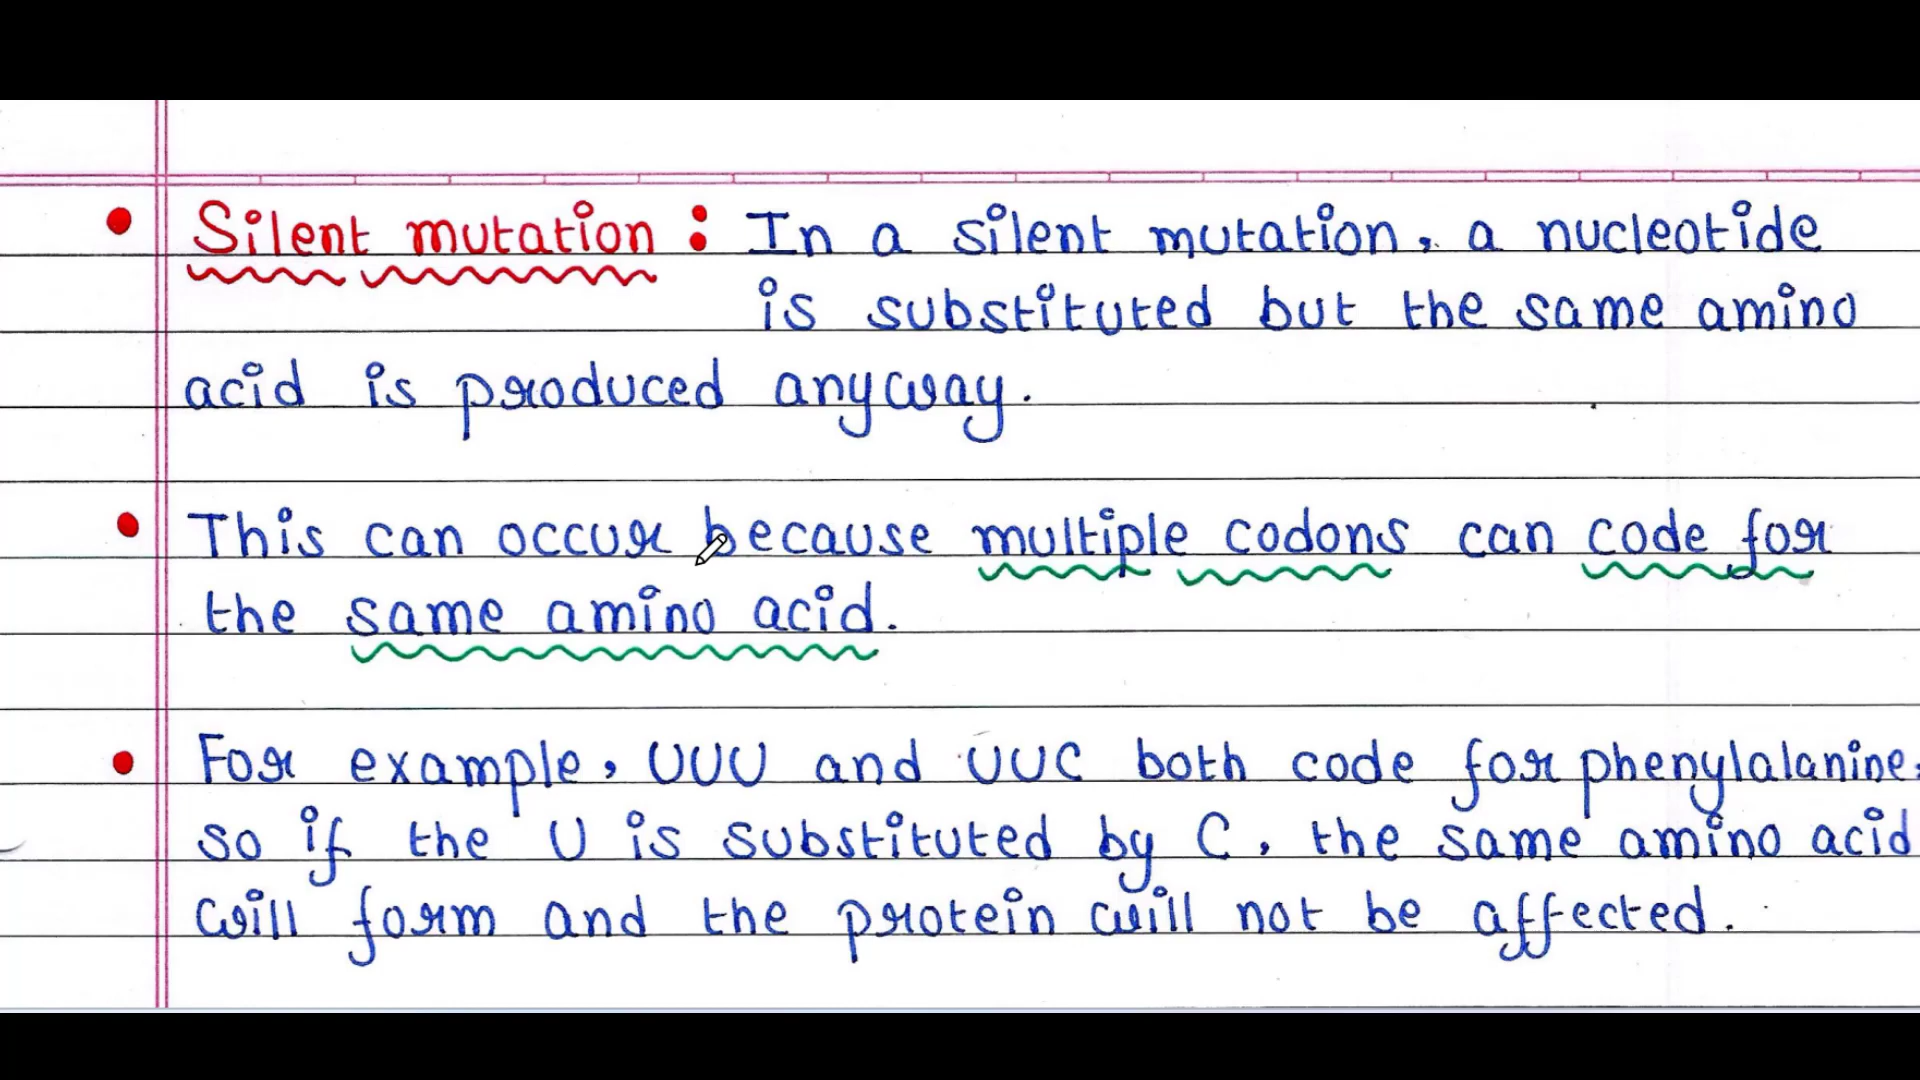 Silent mutation : In a silent mutation, a nucleotide
is substituted but the same amino
acid is produced anyway.
This can occur because multiple codons can code for
the same amino acid.
For example, UUU and UUC both code for phenylalanine,
so if the U is substituted by C, the same amino acid
will form and the protein will not be affected.